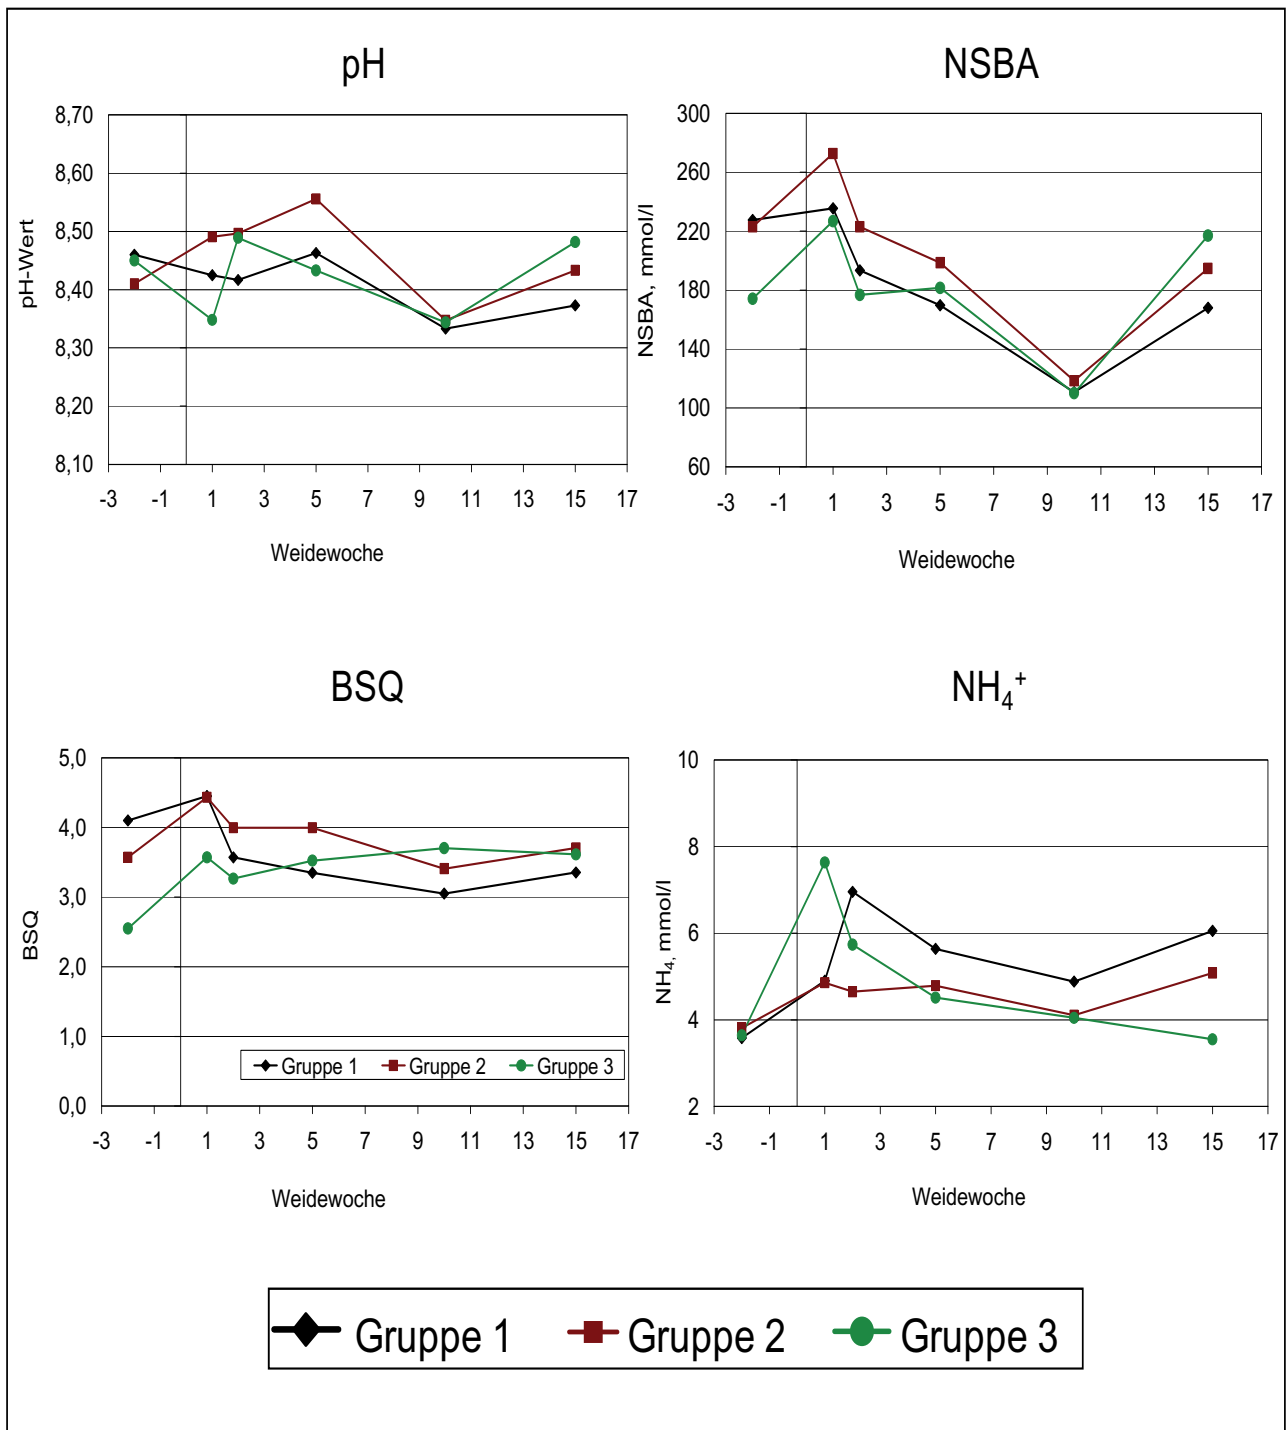 pH
8,70
8,60
8,50
8,40
8,30
8,20
8,10
pH-Wert
-3 -1 1 3 5 7 9 11 13 15 17
Weidewoche
NSBA
300
260
220
180
140
100
60
NSBA, mmol/l
-3 -1 1 3 5 7 9 11 13 15 17
Weidewoche
BSQ
5,0
4,0
3,0
2,0
1,0
0,0
BSQ
Gruppe 1 Gruppe 2 Gruppe 3
-3 -1 1 3 5 7 9 11 13 15 17
Weidewoche
NH₄⁺
10
8
6
4
2
NH₄, mmol/l
-3 -1 1 3 5 7 9 11 13 15 17
Weidewoche
Gruppe 1 Gruppe 2 Gruppe 3